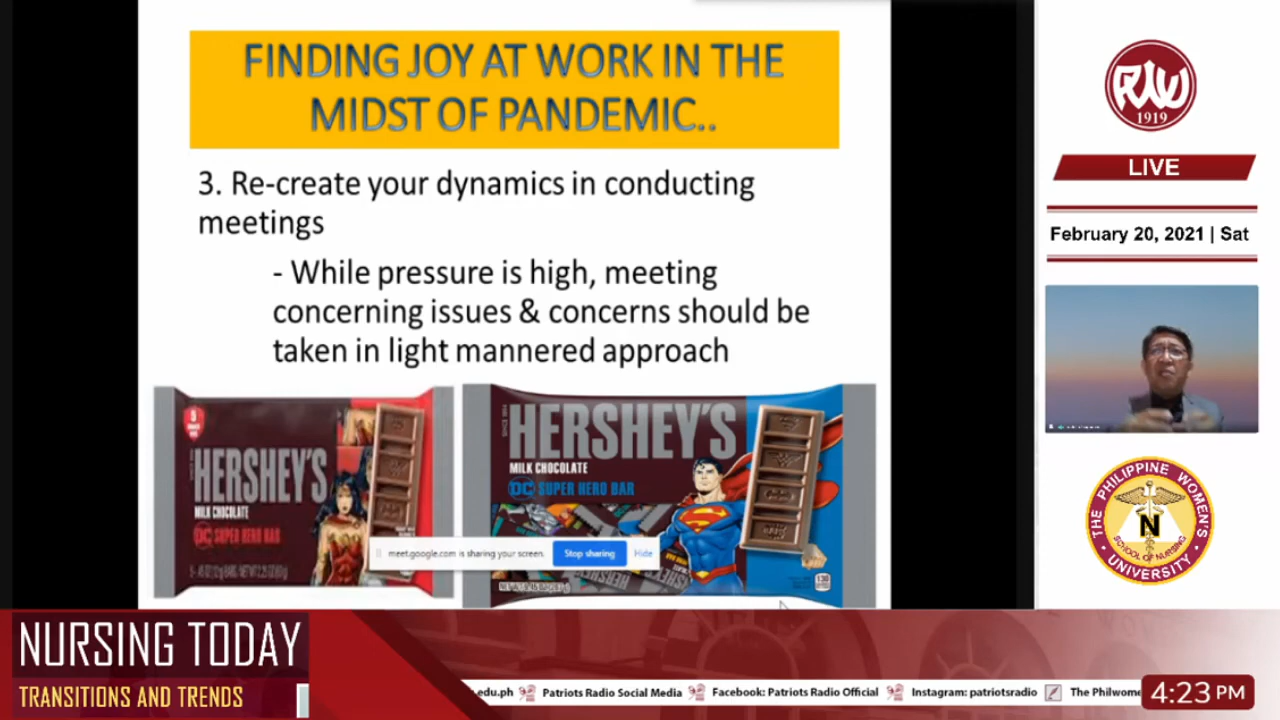 FINDING JOY AT WORK IN THE
MIDST OF PANDEMIC..
3. Re-create your dynamics in conducting
meetings
- While pressure is high, meeting
concerning issues & concerns should be
taken in light mannered approach
HERSHEY'S
MILK CHOCOLATE
DC SUPER HERO BAR
HERSHEY'S
MILK CHOCOLATE
DC SUPER HERO BAR
meet.google.com is sharing your screen.
Stop sharing
Hide
1919
LIVE
February 20, 2021 | Sat
THE PHILIPPINE WOMEN'S
UNIVERSITY
SCHOOL OF NURSING
N
NURSING TODAY
TRANSITIONS AND TRENDS
.edu.ph
Patriots Radio Social Media
Facebook: Patriots Radio Official
Instagram: patriotsradio
The Philwome
4:23 PM